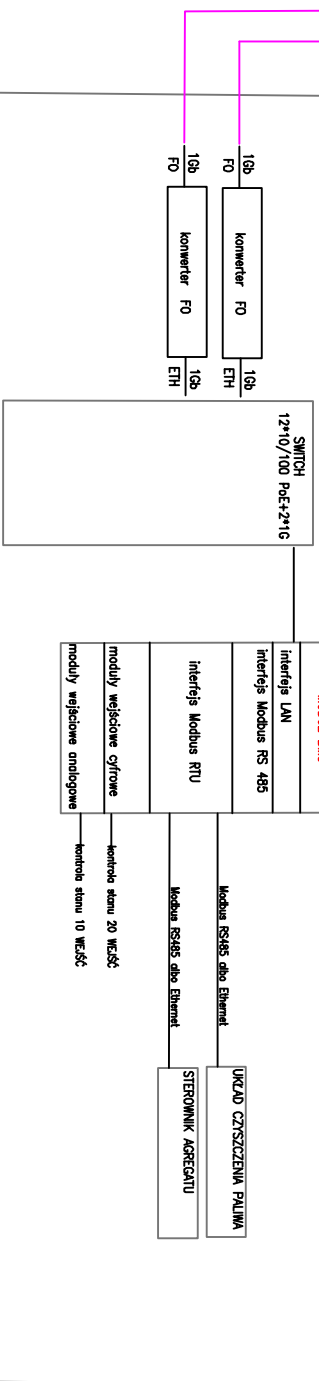 1Gb
FO
1Gb
FO
konwerter FO
konwerter FO
1Gb
ETH
1Gb
ETH
SWITCH
12*10/100 PoE+2*1G
interfejs LAN
interfejs Modbus RS 485
interfejs Modbus RTU
moduły wejściowe cyfrowe
moduły wejściowe analogowe
kontrola stanu 20 WEJŚĆ
kontrola stanu 10 WEJŚĆ
Modbus RS485 albo Ethernet
Modbus RS485 albo Ethernet
UKŁAD CZYSZCZENIA PALIWA
STEROWNIK AGREGATU